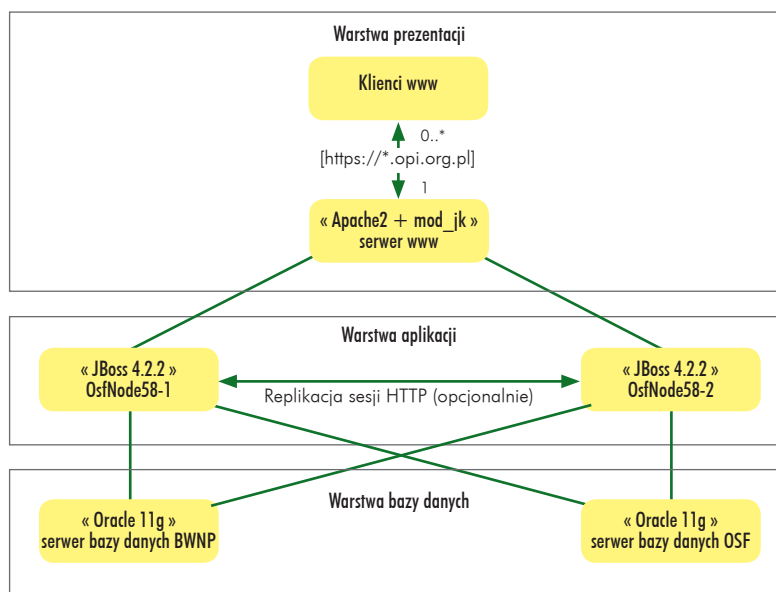 Warstwa prezentacji
Klienci www
0..*
[https://*.opi.org.pl]
1
« Apache2 + mod_jk »
serwer www
Warstwa aplikacji
« JBoss 4.2.2 »
OsfNode58-1
Replikacja sesji HTTP (opcjonalnie)
« JBoss 4.2.2 »
OsfNode58-2
Warstwa bazy danych
« Oracle 11g »
serwer bazy danych BWNP
« Oracle 11g »
serwer bazy danych OSF